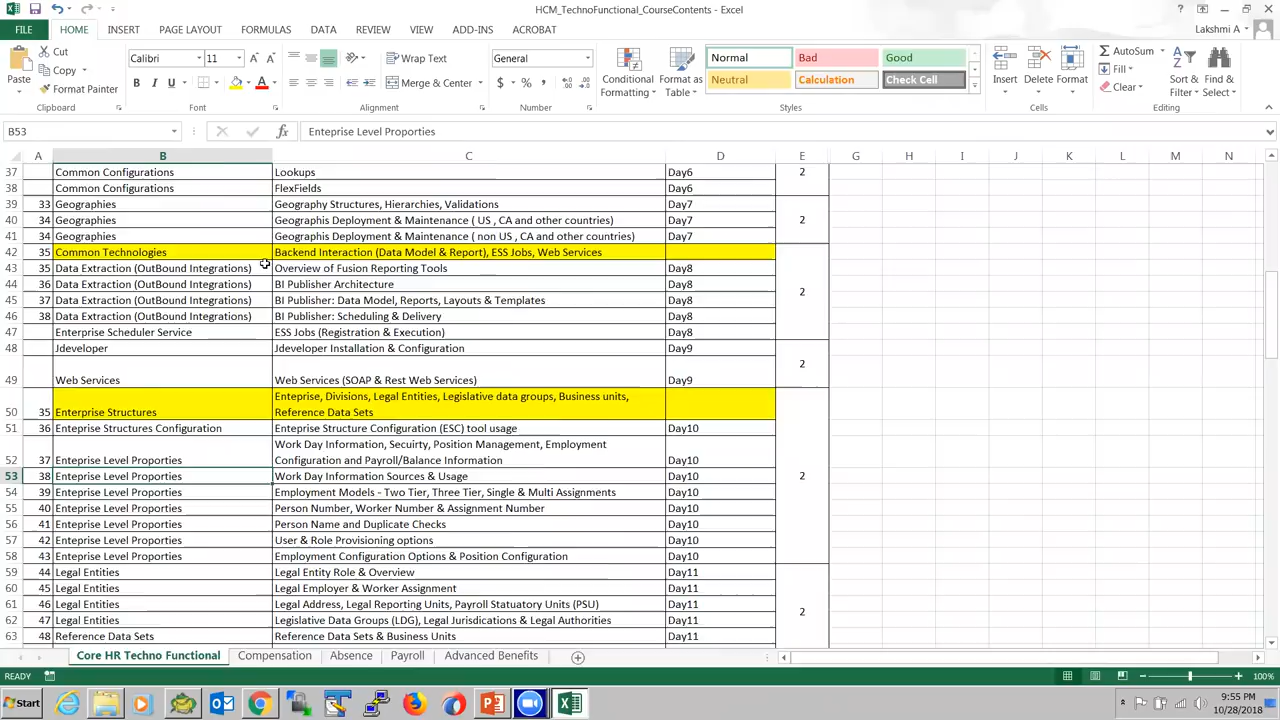 HCM_TechnoFunctional_CourseContents - Excel
FILE HOME INSERT PAGE LAYOUT FORMULAS DATA REVIEW VIEW ADD-INS ACROBAT Lakshmi A
Paste Cut Copy Format Painter
Calibri 11
Wrap Text
Merge & Center
General
Conditional Formatting
Format as Table
Normal Bad Good
Neutral Calculation Check Cell
Insert Delete Format
AutoSum Fill Clear
Sort & Filter
Find & Select
Clipboard Font Alignment Number Styles Cells Editing
B53 Enteprise Level Proporties
A B C D E G H I J K L M N
37 Common Configurations Lookups Day6 2
38 Common Configurations FlexFields Day6
39 33 Geographies Geography Structures, Hierarchies, Validations Day7
40 34 Geographies Geographis Deployment & Maintenance ( US , CA and other countries) Day7 2
41 34 Geographies Geographis Deployment & Maintenance ( non US , CA and other countries) Day7
42 35 Common Technologies Backend Interaction (Data Model & Report), ESS Jobs, Web Services
43 35 Data Extraction (OutBound Integrations) Overview of Fusion Reporting Tools Day8
44 36 Data Extraction (OutBound Integrations) BI Publisher Architecture Day8 2
45 37 Data Extraction (OutBound Integrations) BI Publisher: Data Model, Reports, Layouts & Templates Day8
46 38 Data Extraction (OutBound Integrations) BI Publisher: Scheduling & Delivery Day8
47 Enterprise Scheduler Service ESS Jobs (Registration & Execution) Day8
48 Jdeveloper Jdeveloper Installation & Configuration Day9 2
49 Web Services Web Services (SOAP & Rest Web Services) Day9
Enteprise, Divisions, Legal Entities, Legislative data groups, Business units,
50 35 Enterprise Structures Reference Data Sets
51 36 Enteprise Structures Configuration Enteprise Structure Configuration (ESC) tool usage Day10
Work Day Information, Secuirty, Position Management, Employment
52 37 Enteprise Level Proporties Configuration and Payroll/Balance Information Day10
53 38 Enteprise Level Proporties Work Day Information Sources & Usage Day10 2
54 39 Enteprise Level Proporties Employment Models - Two Tier, Three Tier, Single & Multi Assignments Day10
55 40 Enteprise Level Proporties Person Number, Worker Number & Assignment Number Day10
56 41 Enteprise Level Proporties Person Name and Duplicate Checks Day10
57 42 Enteprise Level Proporties User & Role Provisioning options Day10
58 43 Enteprise Level Proporties Employment Configuration Options & Position Configuration Day10
59 44 Legal Entities Legal Entity Role & Overview Day11
60 45 Legal Entities Legal Employer & Worker Assignment Day11
61 46 Legal Entities Legal Address, Legal Reporting Units, Payroll Statuatory Units (PSU) Day11 2
62 47 Legal Entities Legislative Data Groups (LDG), Legal Jurisdications & Legal Authorities Day11
63 48 Reference Data Sets Reference Data Sets & Business Units Day11
Core HR Techno Functional Compensation Absence Payroll Advanced Benefits
READY 100%
Start 9:55 PM
10/28/2018